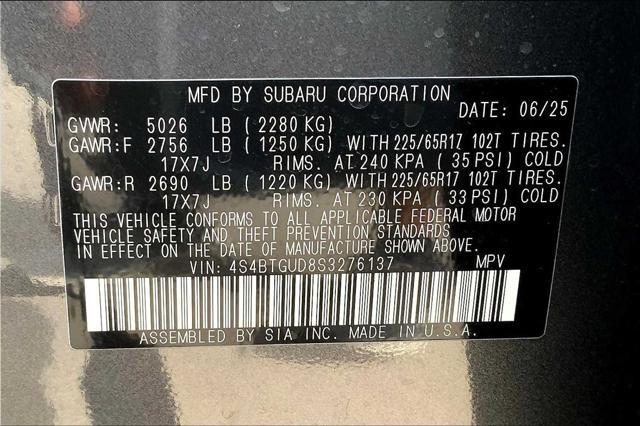 MFD BY SUBARU CORPORATION
DATE: 06/25
GVWR: 5026 LB (2280 KG)
GAWR:F 2756 LB (1250 KG) WITH 225/65R17 102T TIRES.
17X7J RIMS. AT 240 KPA (35 PSI) COLD
GAWR:R 2690 LB (1220 KG) WITH 225/65R17 102T TIRES.
17X7J RIMS. AT 230 KPA (33 PSI) COLD
THIS VEHICLE CONFORMS TO ALL APPLICABLE FEDERAL MOTOR
VEHICLE SAFETY AND THEFT PREVENTION STANDARDS
IN EFFECT ON THE DATE OF MANUFACTURE SHOWN ABOVE.
VIN: 4S4BTGUD8S3276137 MPV
ASSEMBLED BY SIA INC. MADE IN U.S.A.